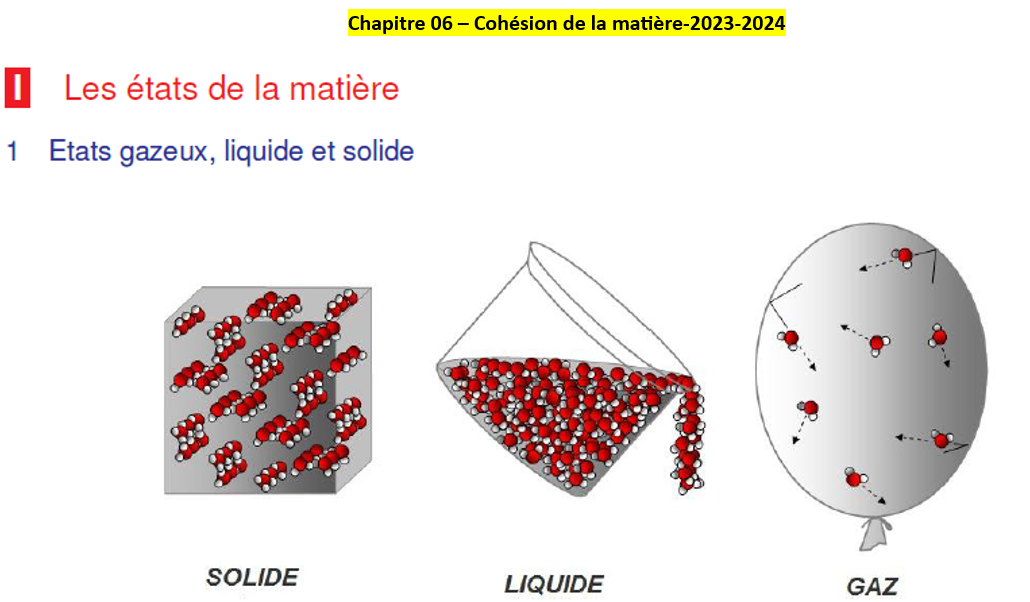 Chapitre 06 – Cohésion de la matière-2023-2024
I Les états de la matière
1 Etats gazeux, liquide et solide
SOLIDE
LIQUIDE
GAZ